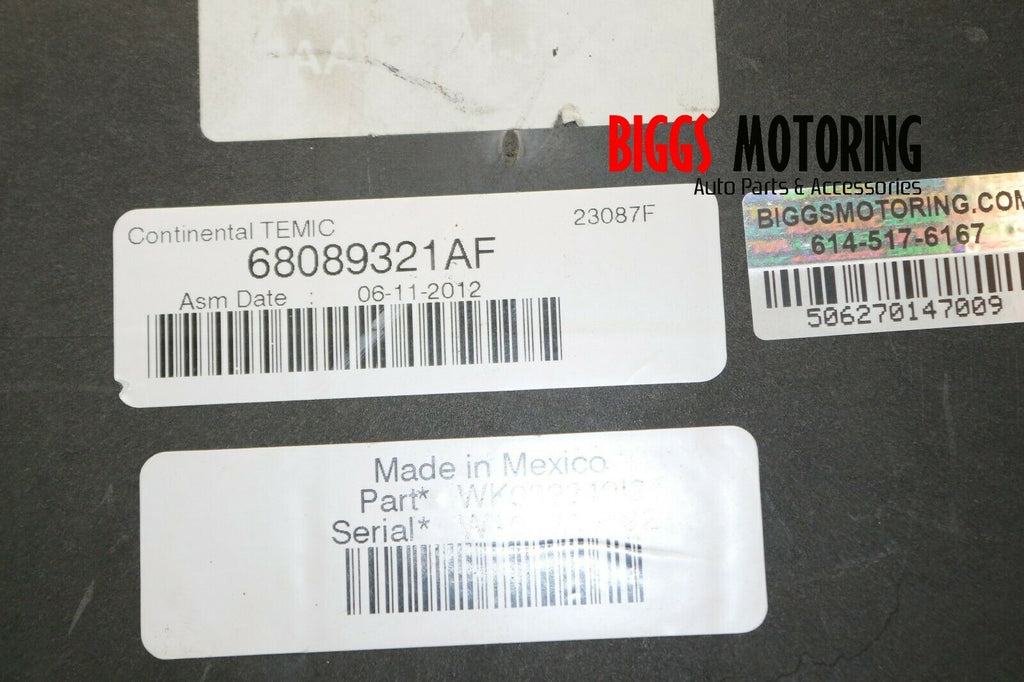 BIGGS MOTORING
Auto Parts & Accessories
Continental TEMIC 23087F
68089321AF
Asm Date : 06-11-2012
BIGGSMOTORING.COM
614-517-6167
506270147009
Made in Mexico
Part*
Serial*